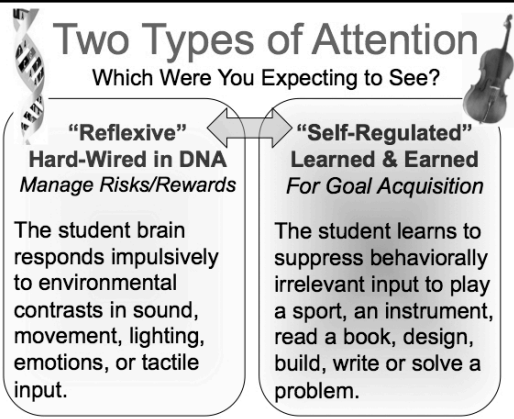 Two Types of Attention
Which Were You Expecting to See?
“Reflexive”
Hard-Wired in DNA
Manage Risks/Rewards
The student brain
responds impulsively
to environmental
contrasts in sound,
movement, lighting,
emotions, or tactile
input.
“Self-Regulated”
Learned & Earned
For Goal Acquisition
The student learns to
suppress behaviorally
irrelevant input to play
a sport, an instrument,
read a book, design,
build, write or solve a
problem.